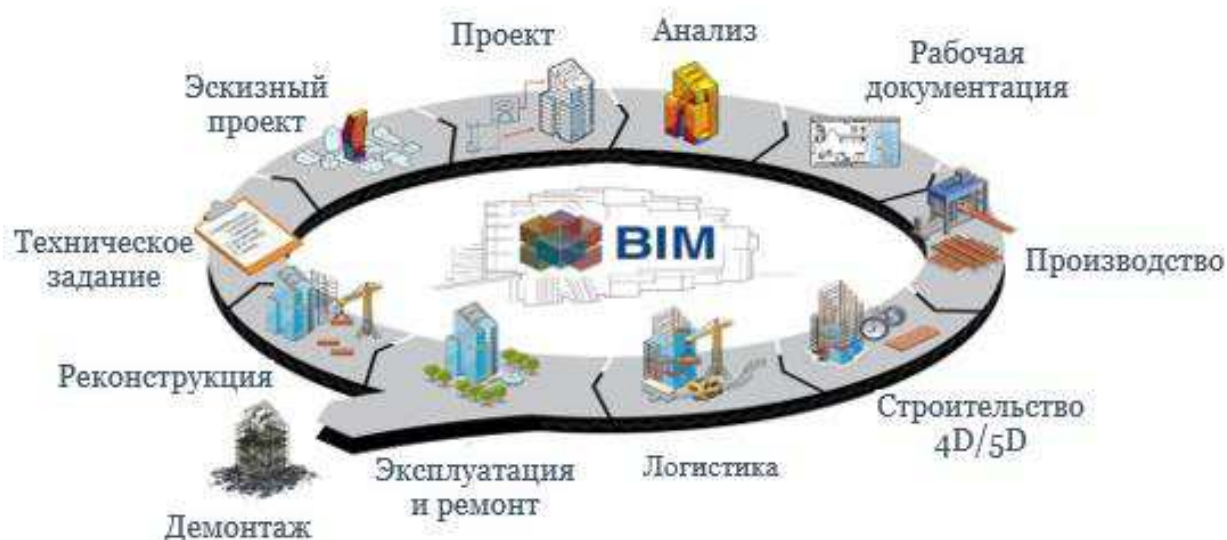 Проект
Анализ
Рабочая
документация
Эскизный
проект
Техническое
задание
BIM
Производство
Реконструкция
Строительство
4D/5D
Логистика
Эксплуатация
и ремонт
Демонтаж